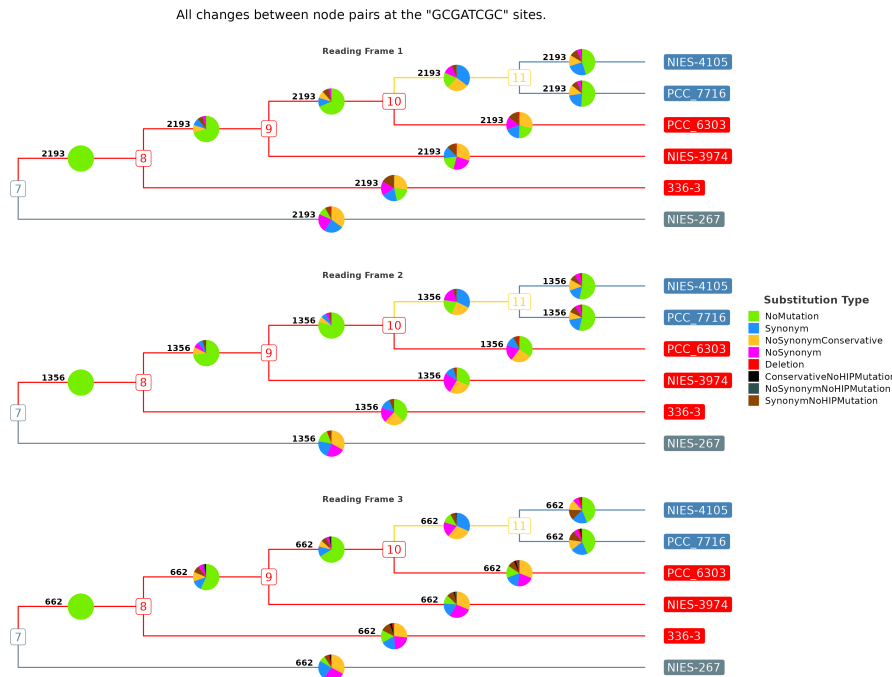 All changes between node pairs at the "GCGATCGC" sites.
Reading Frame 1
2193
NIES-4105
2193
11
2193
PCC_7716
2193
10
2193
PCC_6303
2193
9
2193
NIES-3974
2193
8
2193
336-3
7
2193
NIES-267
Reading Frame 2
1356
NIES-4105
1356
11
1356
PCC_7716
1356
10
1356
PCC_6303
1356
9
1356
NIES-3974
1356
8
1356
336-3
7
1356
NIES-267
Reading Frame 3
662
NIES-4105
662
11
662
PCC_7716
662
10
662
PCC_6303
662
9
662
NIES-3974
662
8
662
336-3
7
662
NIES-267
Substitution Type
NoMutation
Synonym
NoSynonymConservative
NoSynonym
Deletion
ConservativeNoHIPMutation
NoSynonymNoHIPMutation
SynonymNoHIPMutation